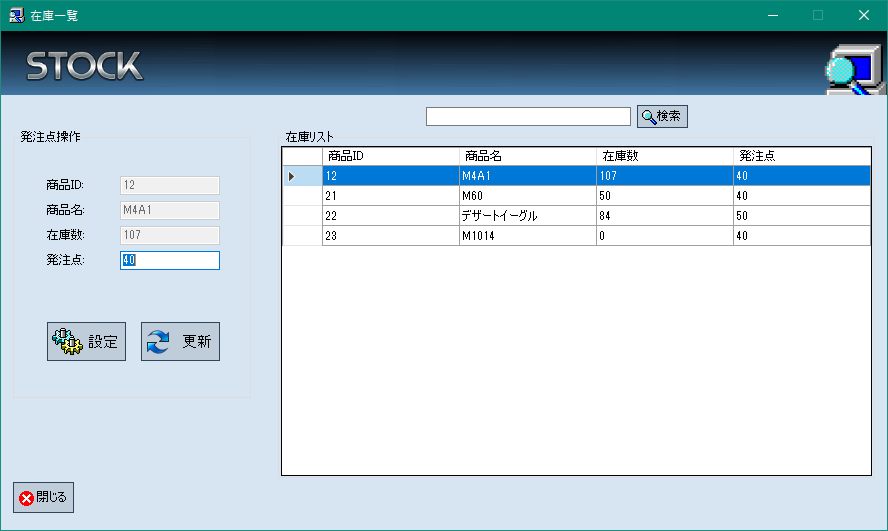 在庫一覧
STOCK
検索
発注点操作
商品ID: 12
商品名: M4A1
在庫数: 107
発注点: 40
設定 更新
在庫リスト
商品ID 商品名 在庫数 発注点
12 M4A1 107 40
21 M60 50 40
22 デザートイーグル 84 50
23 M1014 0 40
閉じる